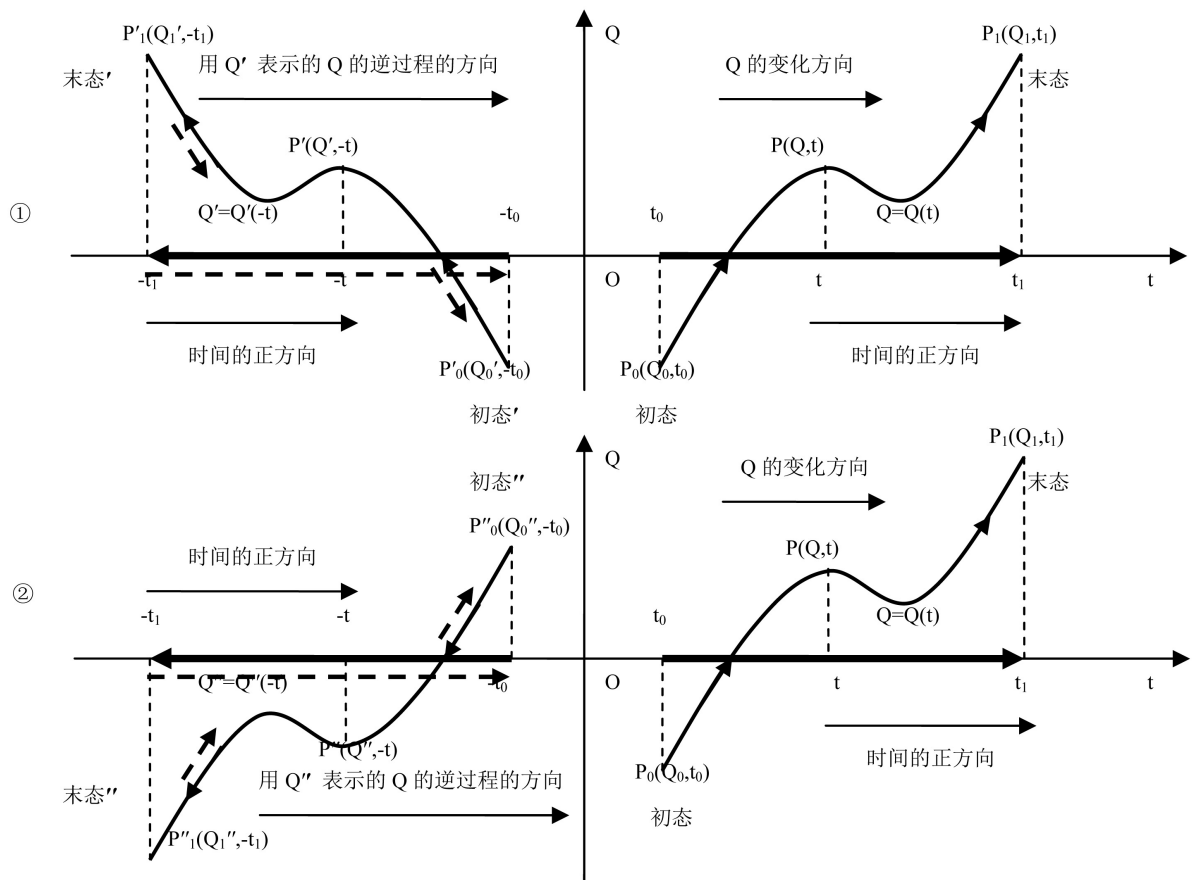 P′₁(Q₁′,-t₁)
Q
P₁(Q₁,t₁)
末态′
用 Q′ 表示的 Q 的逆过程的方向
Q 的变化方向
末态
P′(Q′,-t)
P(Q,t)
①
Q′=Q′(-t)
-t₀
t₀
Q=Q(t)
-t₁
-t
O
t
t₁
t
时间的正方向
时间的正方向
P′₀(Q₀′,-t₀)
P₀(Q₀,t₀)
初态′
初态
Q
P₁(Q₁,t₁)
初态″
Q 的变化方向
末态
P″₀(Q₀″,-t₀)
时间的正方向
P(Q,t)
②
-t₁
-t
t₀
Q=Q(t)
Q″=Q″(-t)
-t₀
O
t
t₁
t
P″(Q″,-t)
时间的正方向
末态″
用 Q″ 表示的 Q 的逆过程的方向
P₀(Q₀,t₀)
初态
P″₁(Q₁″,-t₁)